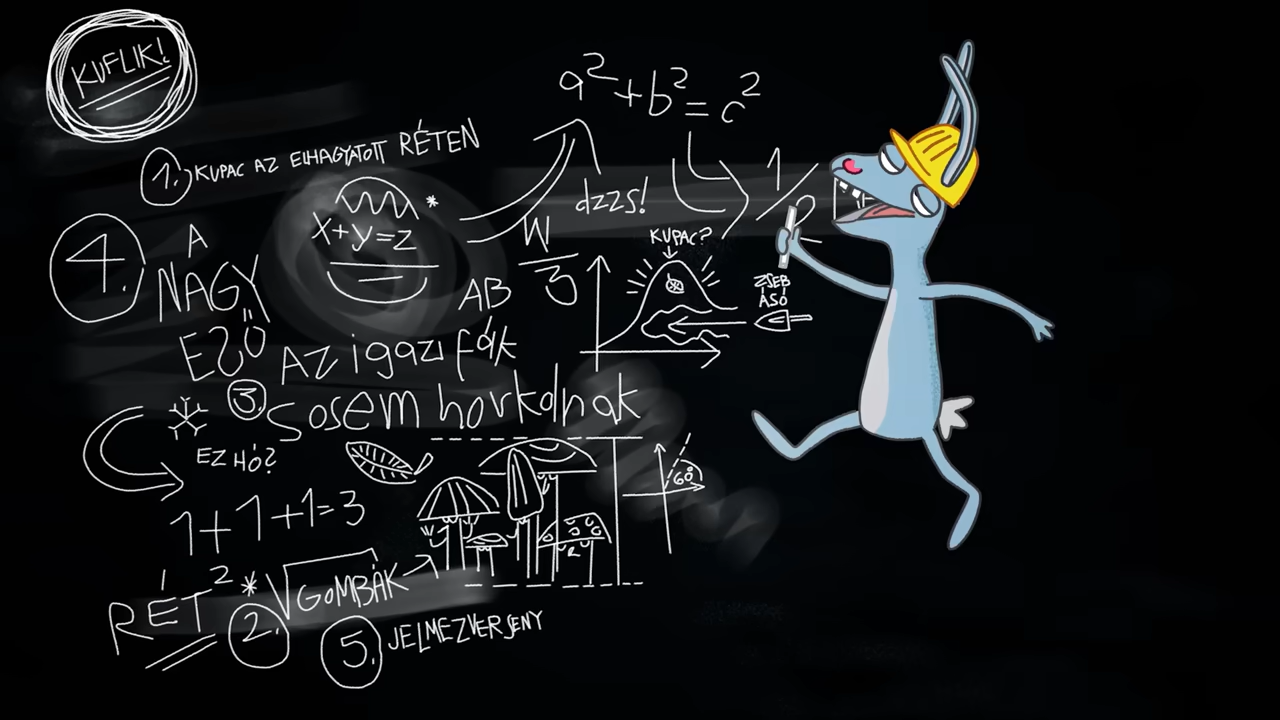 KUFLIK!
a² + b² = c²
1. KUPAC AZ ELHAGYATOTT RÉTEN
dzzs!
x+y=z
W/3
AB
KUPAC?
ZSEB
ÁSÓ
4. A
NAGY
EZŐ
AZ igazi fák
3. Sosem horkolnak
EZ HÓ?
60°
1+1+1=3
RÉT² * √GOMBÁK
2.
5. JELMEZVERSENY